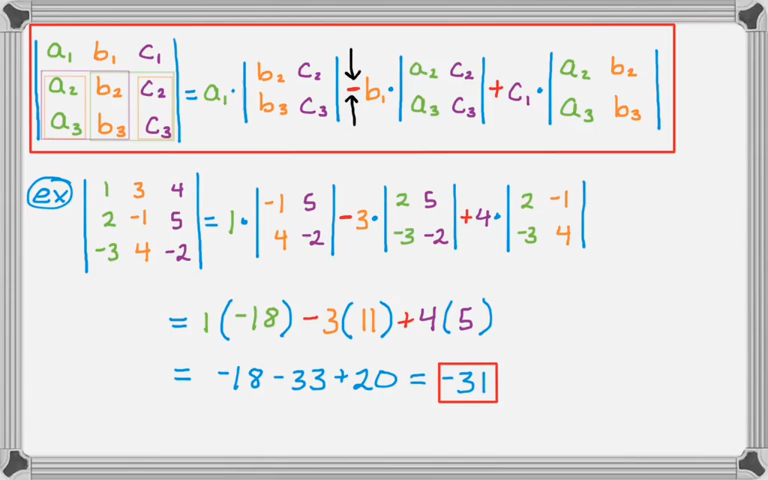 |a₁ b₁ c₁|
|a₂ b₂ c₂| = a₁ · |b₂ c₂| - b₁ · |a₂ c₂| + c₁ · |a₂ b₂|
|a₃ b₃ c₃| |b₃ c₃| |a₃ c₃| |a₃ b₃|
ex |1 3 4|
|2 -1 5| = 1 · |-1 5| - 3 · |2 5| + 4 · |2 -1|
|-3 4 -2| |4 -2| |-3 -2| |-3 4|
= 1(-18) - 3(11) + 4(5)
= -18 - 33 + 20 = -31